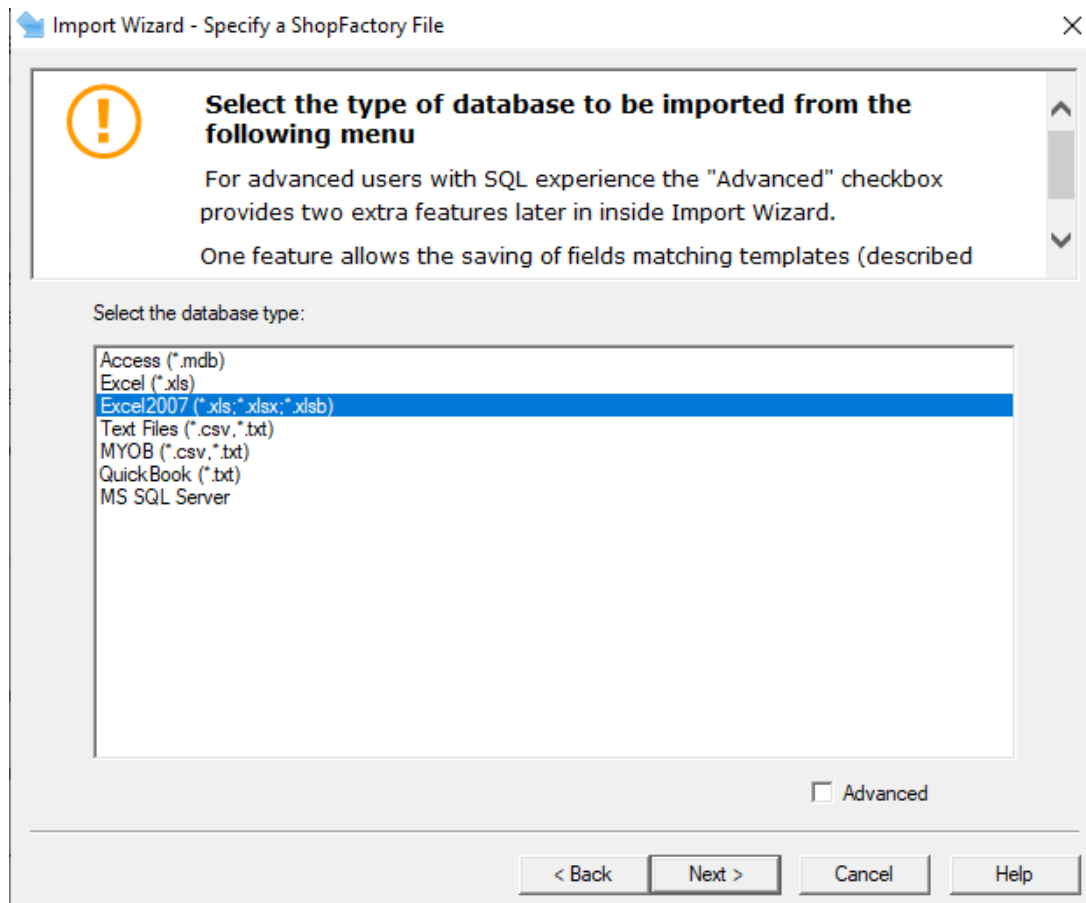 Import Wizard - Specify a ShopFactory File
Select the type of database to be imported from the
following menu
For advanced users with SQL experience the "Advanced" checkbox
provides two extra features later in inside Import Wizard.
One feature allows the saving of fields matching templates (described
Select the database type:
Access (*.mdb)
Excel (*.xls)
Excel2007 (*.xls;*.xlsx;*.xlsb)
Text Files (*.csv,*.txt)
MYOB (*.csv,*.txt)
QuickBook (*.txt)
MS SQL Server
Advanced
< Back Next > Cancel Help